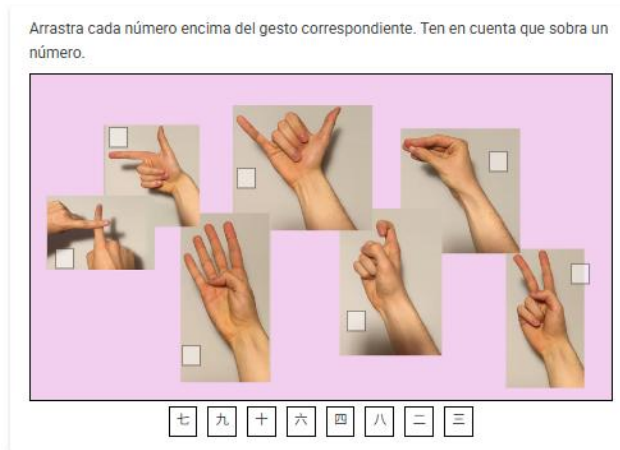 Arrastra cada número encima del gesto correspondiente. Ten en cuenta que sobra un
número.
七 九 十 六 四 八 二 三